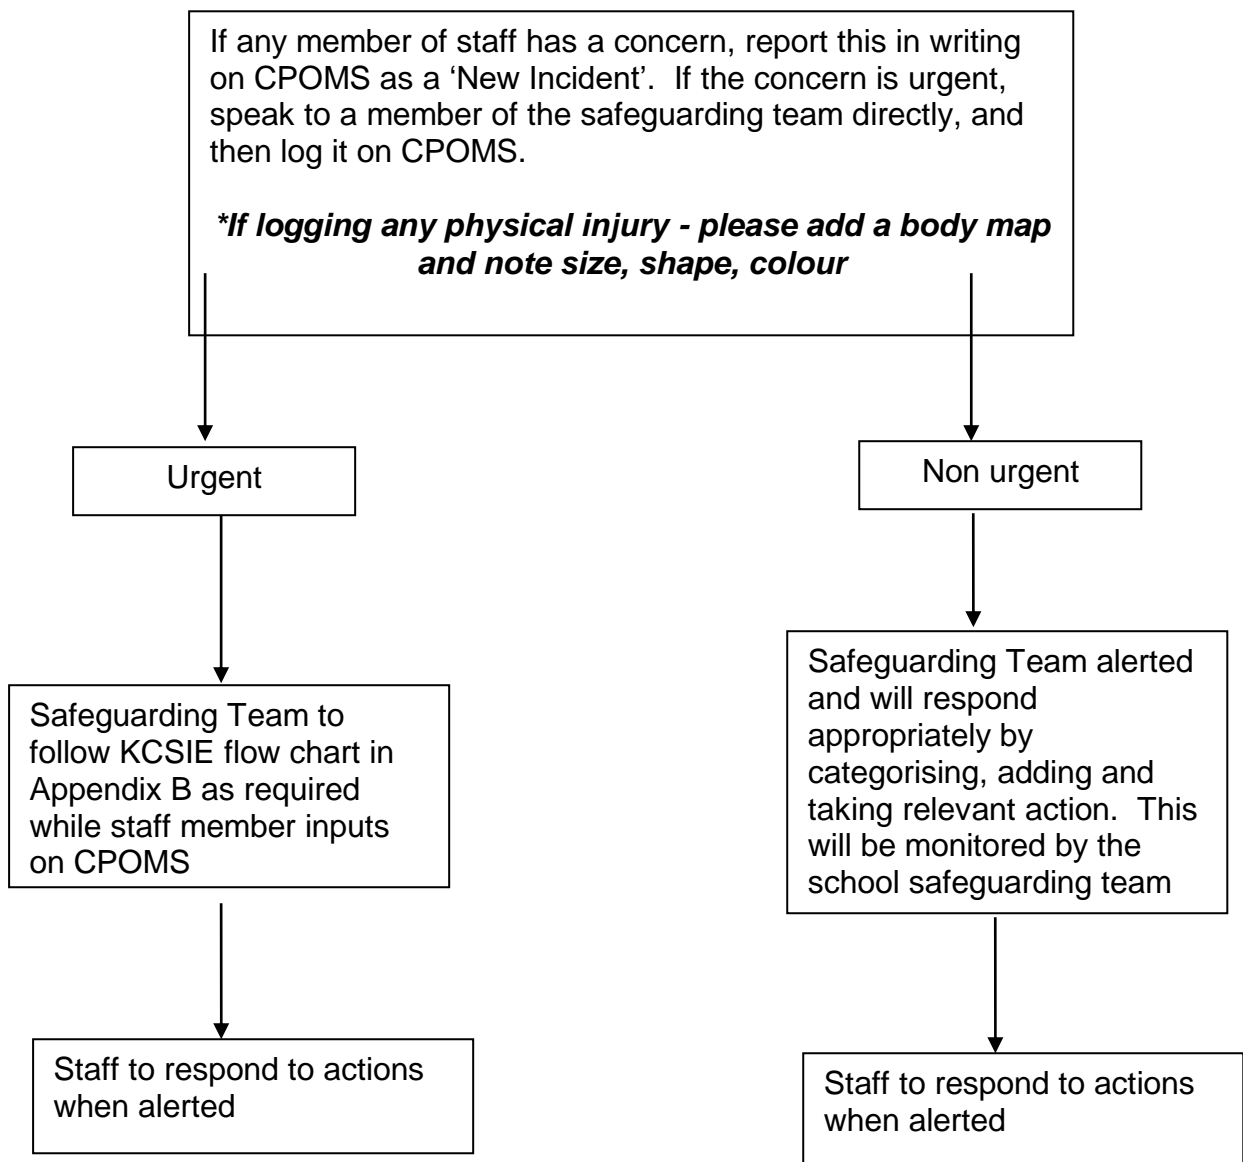 If any member of staff has a concern, report this in writing
on CPOMS as a ‘New Incident’.  If the concern is urgent,
speak to a member of the safeguarding team directly, and
then log it on CPOMS.
*If logging any physical injury - please add a body map
and note size, shape, colour
Urgent
Non urgent
Safeguarding Team to
follow KCSIE flow chart in
Appendix B as required
while staff member inputs
on CPOMS
Safeguarding Team alerted
and will respond
appropriately by
categorising, adding and
taking relevant action.  This
will be monitored by the
school safeguarding team
Staff to respond to actions
when alerted
Staff to respond to actions
when alerted